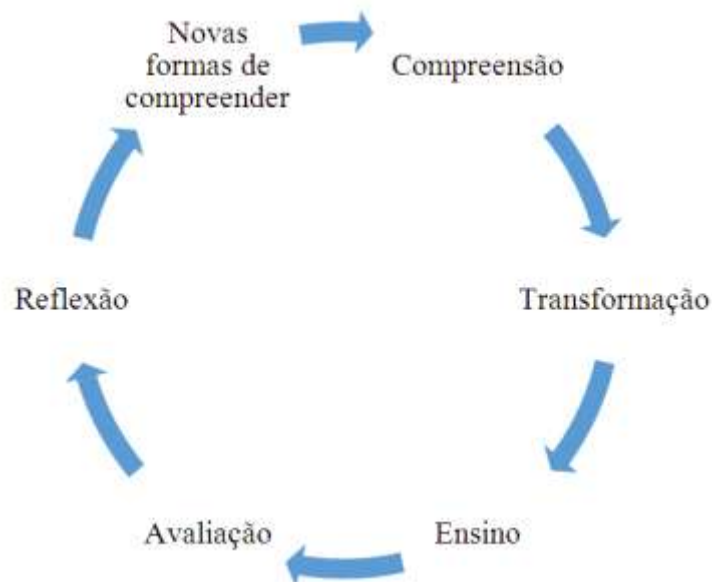 Novas
formas de
compreender
Compreensão
Transformação
Ensino
Avaliação
Reflexão